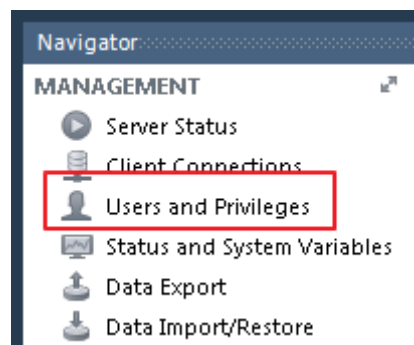 Navigator
MANAGEMENT
Server Status
Client Connections
Users and Privileges
Status and System Variables
Data Export
Data Import/Restore